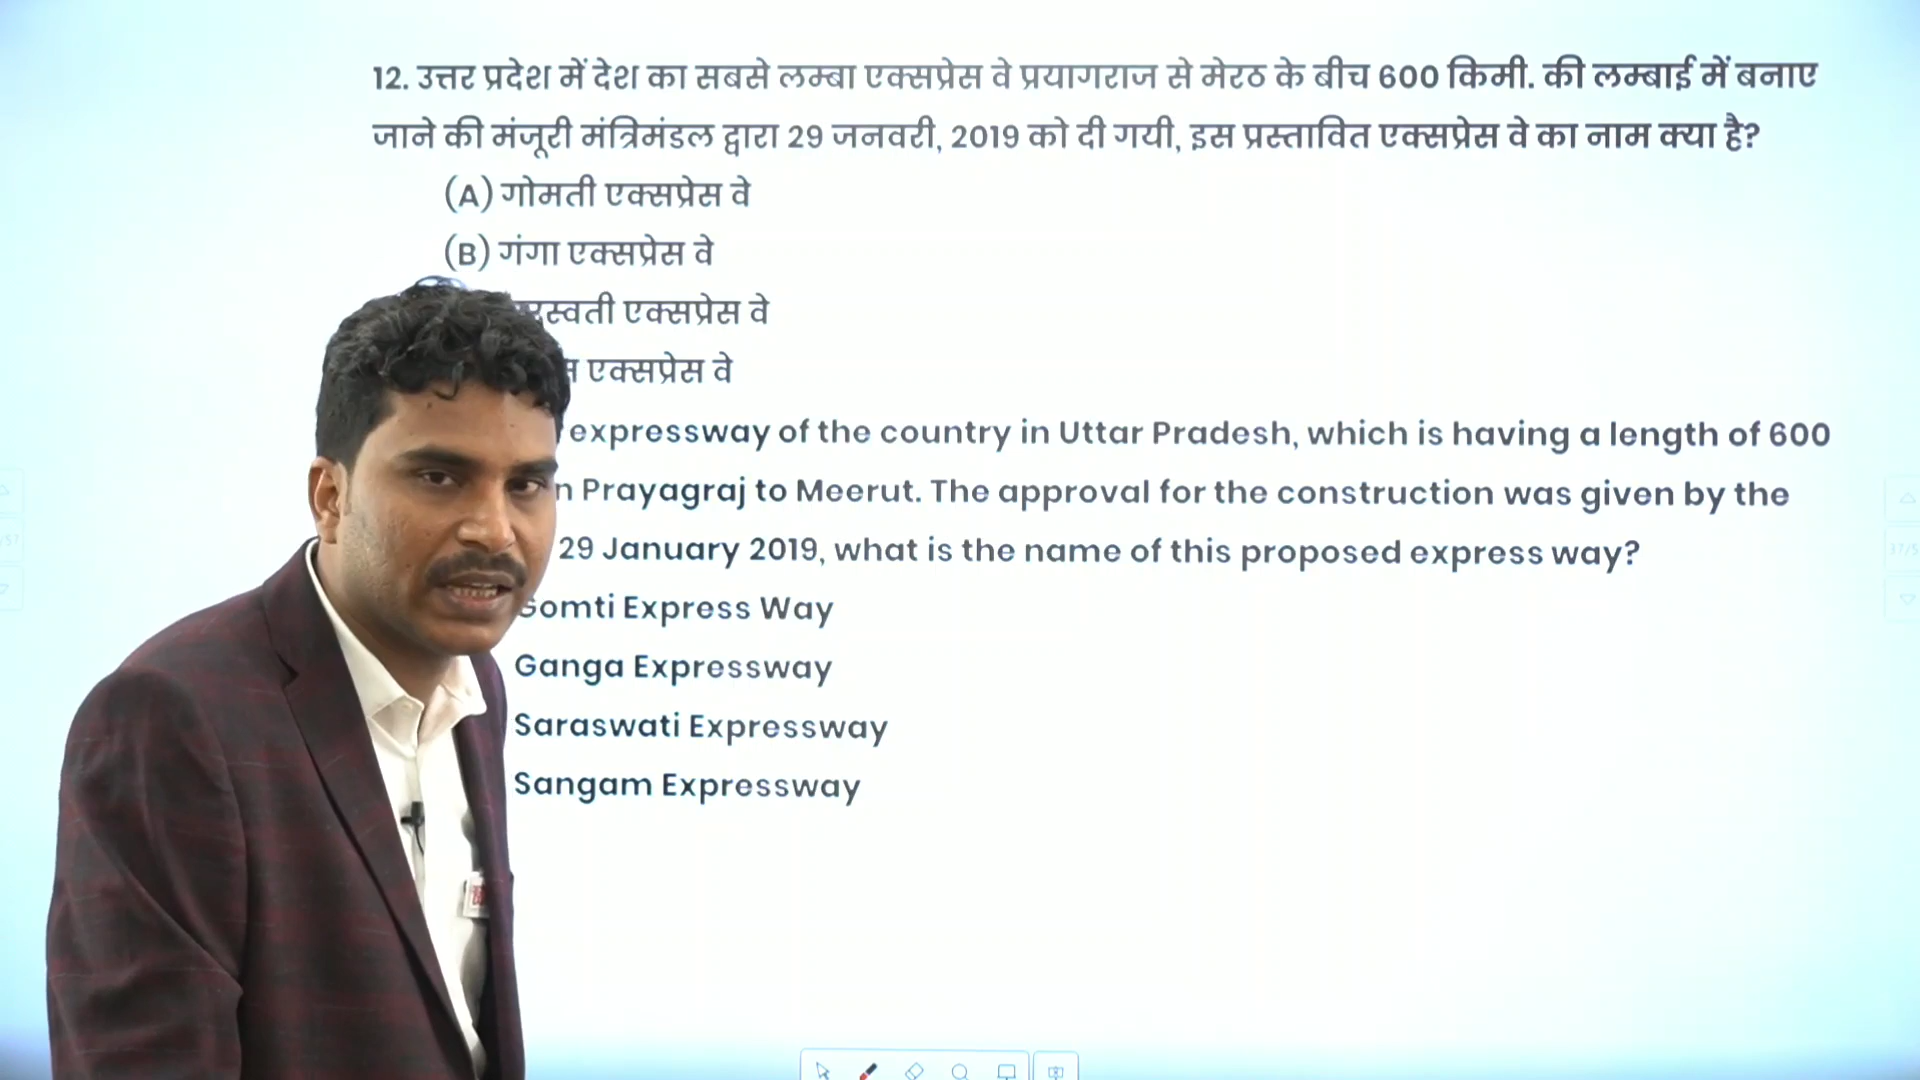 12. उत्तर प्रदेश में देश का सबसे लम्बा एक्सप्रेस वे प्रयागराज से मेरठ के बीच 600 किमी. की लम्बाई में बनाए
जाने की मंजूरी मंत्रिमंडल द्वारा 29 जनवरी, 2019 को दी गयी, इस प्रस्तावित एक्सप्रेस वे का नाम क्या है?
(A) गोमती एक्सप्रेस वे
(B) गंगा एक्सप्रेस वे
एक्सप्रेस वे
एक्सप्रेस वे
expressway of the country in Uttar Pradesh, which is having a length of 600
Prayagraj to Meerut. The approval for the construction was given by the
29 January 2019, what is the name of this proposed express way?
Gomti Express Way
Ganga Expressway
Saraswati Expressway
Sangam Expressway